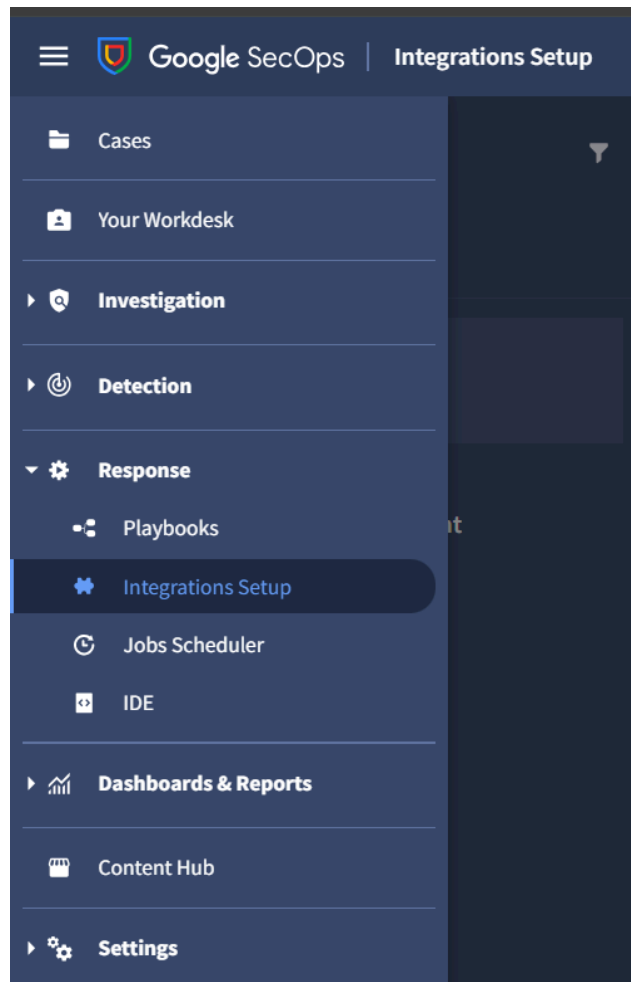 Google SecOps | Integrations Setup
Cases
Your Workdesk
Investigation
Detection
Response
Playbooks
Integrations Setup
Jobs Scheduler
IDE
Dashboards & Reports
Content Hub
Settings